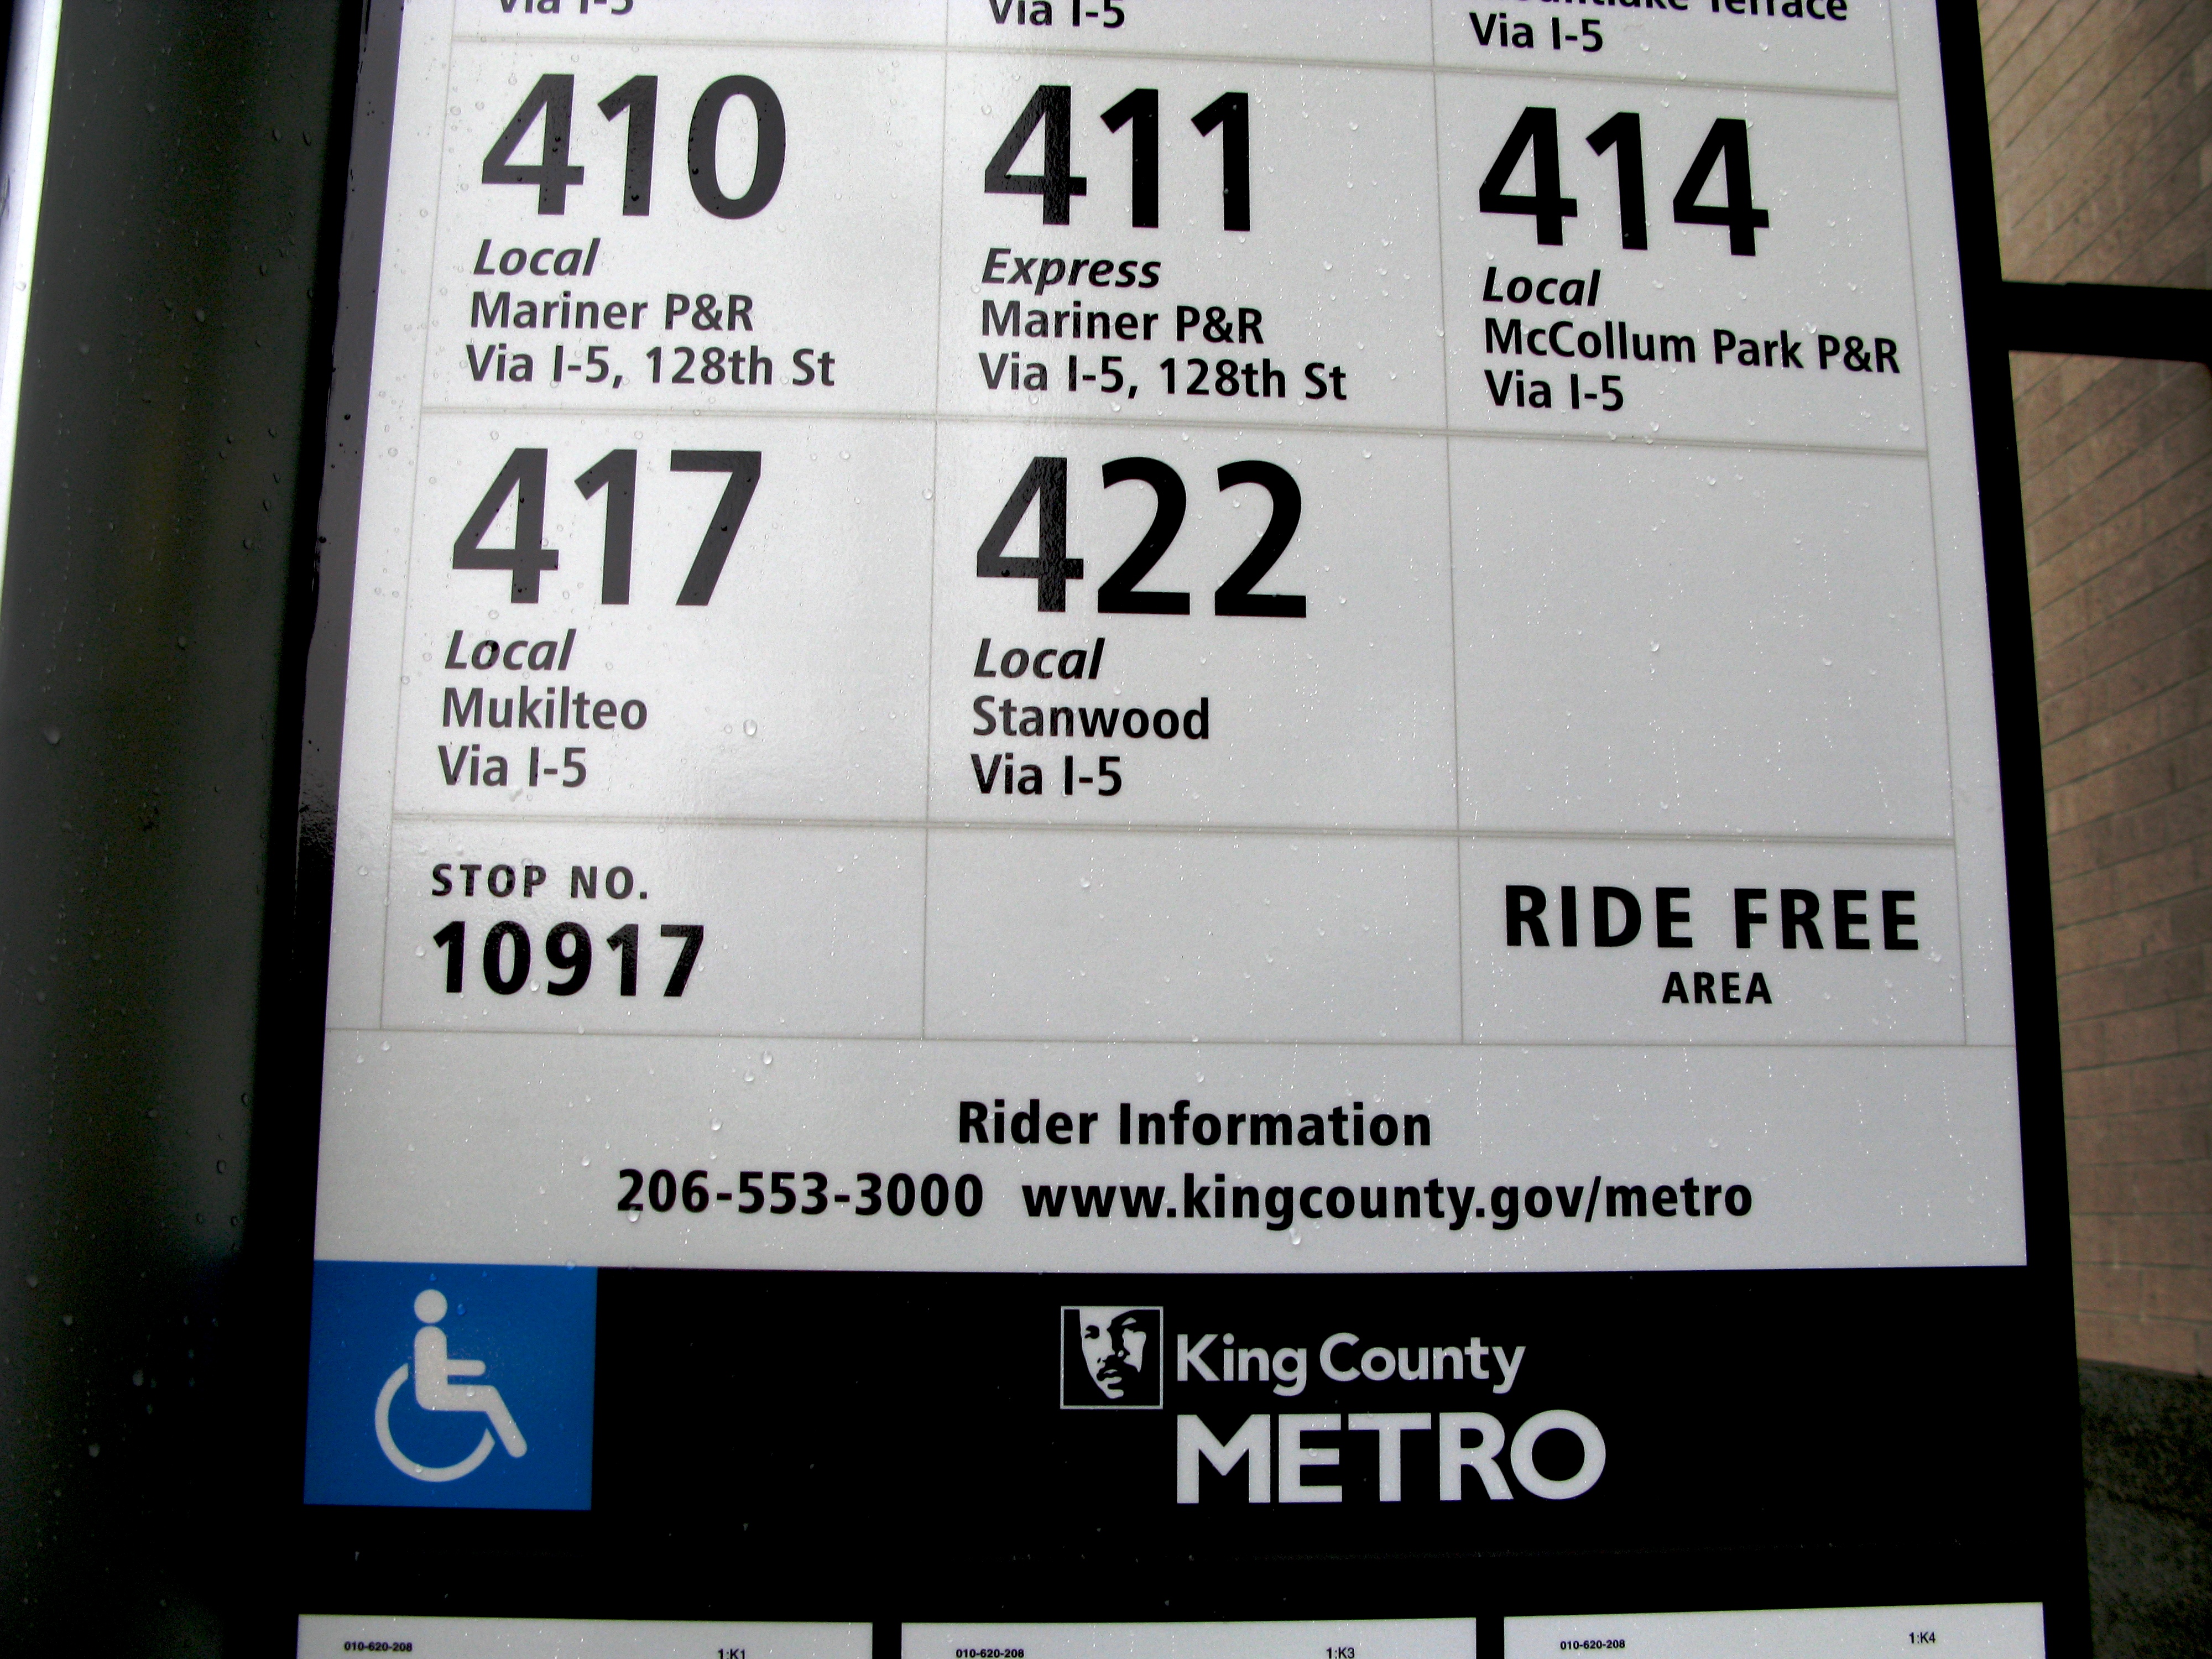 Via I-5
Via I-5
Mountlake Terrace
Via I-5
410
Local
Mariner P&R
Via I-5, 128th St
411
Express
Mariner P&R
Via I-5, 128th St
414
Local
McCollum Park P&R
Via I-5
417
Local
Mukilteo
Via I-5
422
Local
Stanwood
Via I-5
STOP NO.
10917
RIDE FREE
AREA
Rider Information
206-553-3000 www.kingcounty.gov/metro
King County
METRO
010-620-208 1:K1
010-620-208 1:K3
010-620-208 1:K4